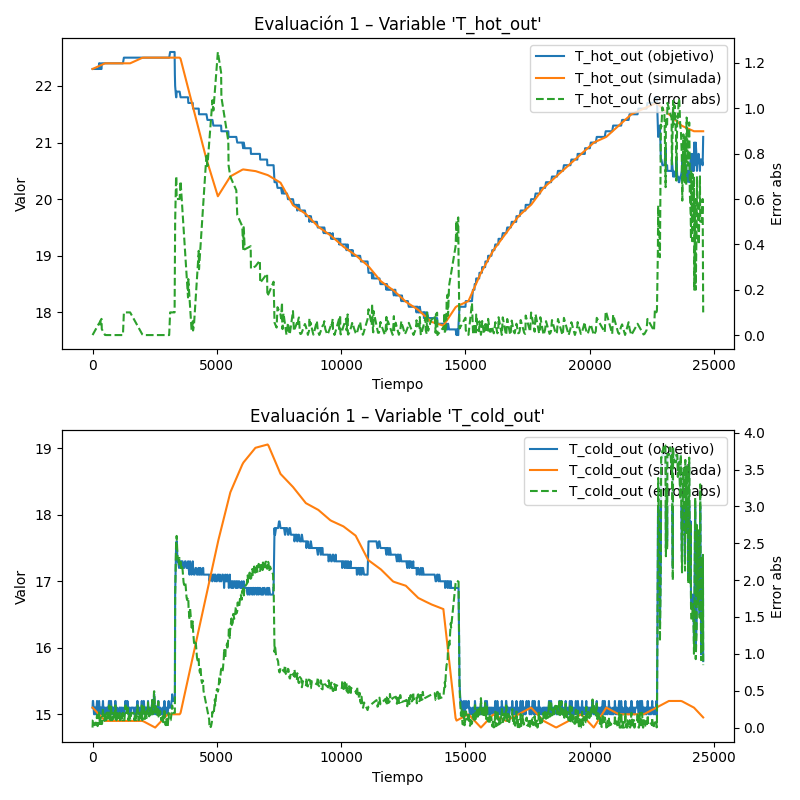 Evaluación 1 – Variable 'T_hot_out'
T_hot_out (objetivo)
T_hot_out (simulada)
T_hot_out (error abs)
Valor
22
21
20
19
18
1.2
1.0
0.8
0.6
0.4
0.2
0.0
Error abs
0
5000
10000
15000
20000
25000
Tiempo
Evaluación 1 – Variable 'T_cold_out'
T_cold_out (objetivo)
T_cold_out (simulada)
T_cold_out (error abs)
Valor
19
18
17
16
15
4.0
3.5
3.0
2.5
2.0
1.5
1.0
0.5
0.0
Error abs
0
5000
10000
15000
20000
25000
Tiempo